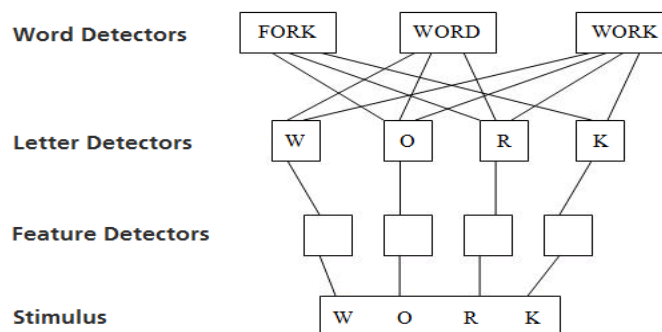 Word Detectors FORK WORD WORK
Letter Detectors W O R K
Feature Detectors
Stimulus W O R K